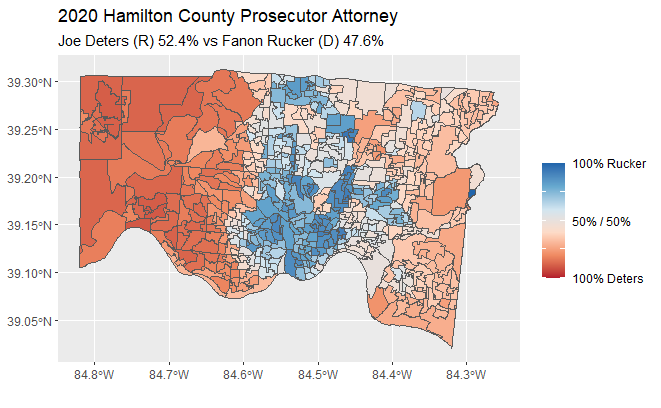 2020 Hamilton County Prosecutor Attorney
Joe Deters (R) 52.4% vs Fanon Rucker (D) 47.6%
39.30°N
39.25°N
39.20°N
39.15°N
39.10°N
39.05°N
84.8°W
84.7°W
84.6°W
84.5°W
84.4°W
84.3°W
100% Rucker
50% / 50%
100% Deters